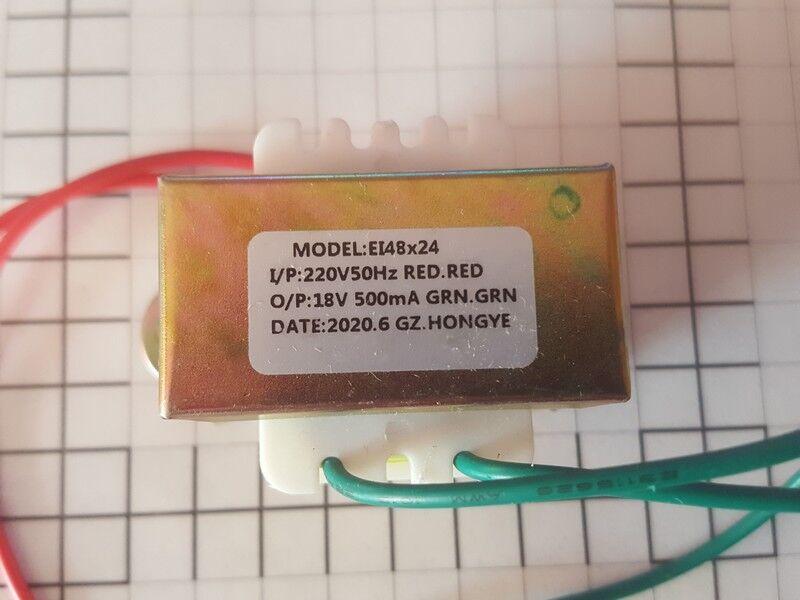 MODEL:EI48x24
I/P:220V50Hz RED.RED
O/P:18V 500mA GRN.GRN
DATE:2020.6 GZ.HONGYE